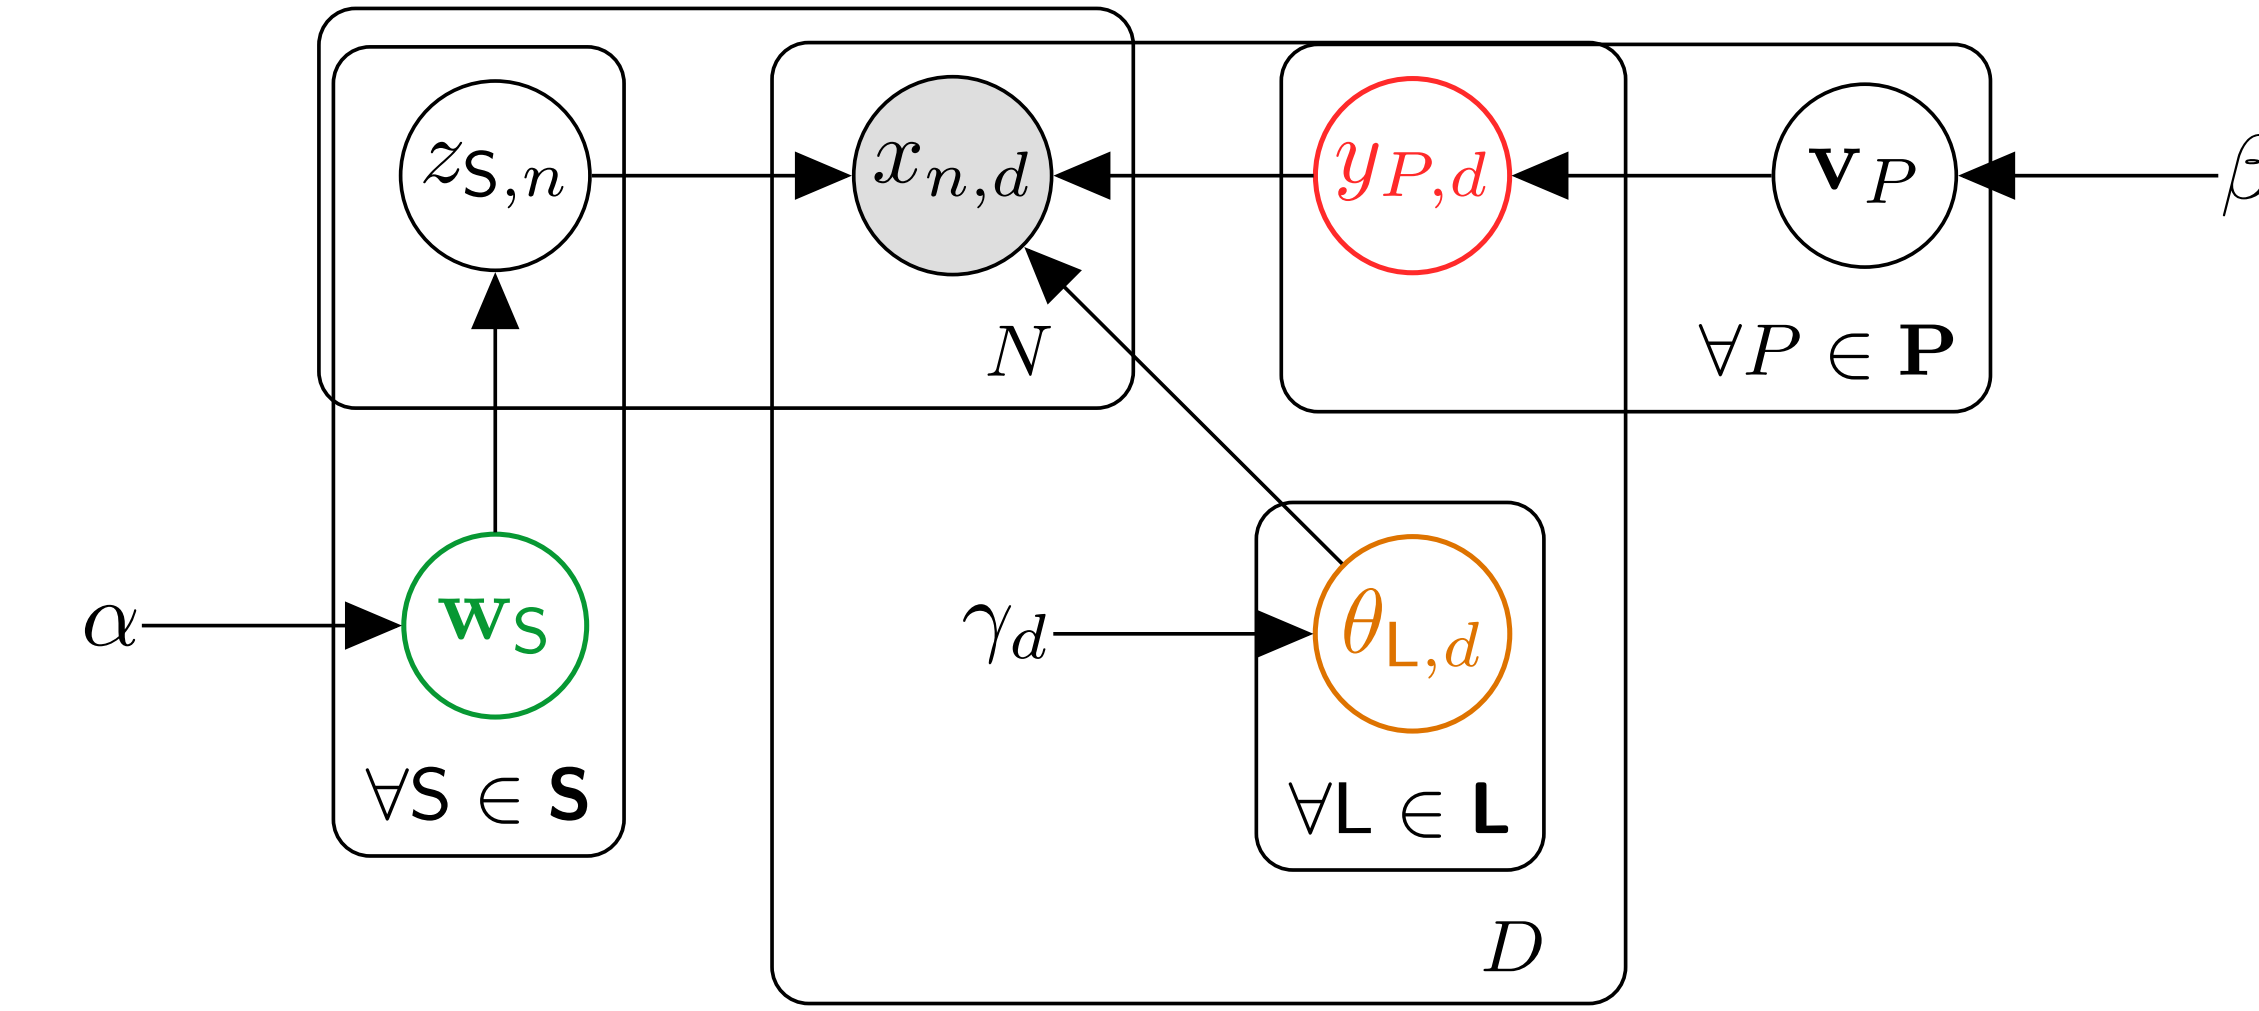 z_{S,n} x_{n,d} y_{P,d} v_P β
N ∀P ∈ P
α w_S γ_d θ_{L,d}
∀S ∈ S ∀L ∈ L
D